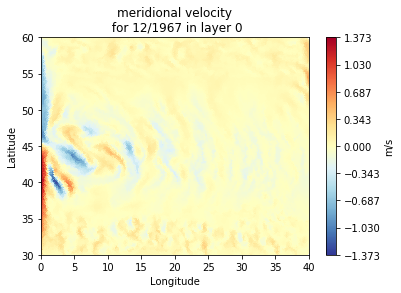 meridional velocity
for 12/1967 in layer 0
60
55
50
45
40
35
30
Latitude
0 5 10 15 20 25 30 35 40
Longitude
1.373
1.030
0.687
0.343
0.000
−0.343
−0.687
−1.030
−1.373
m/s